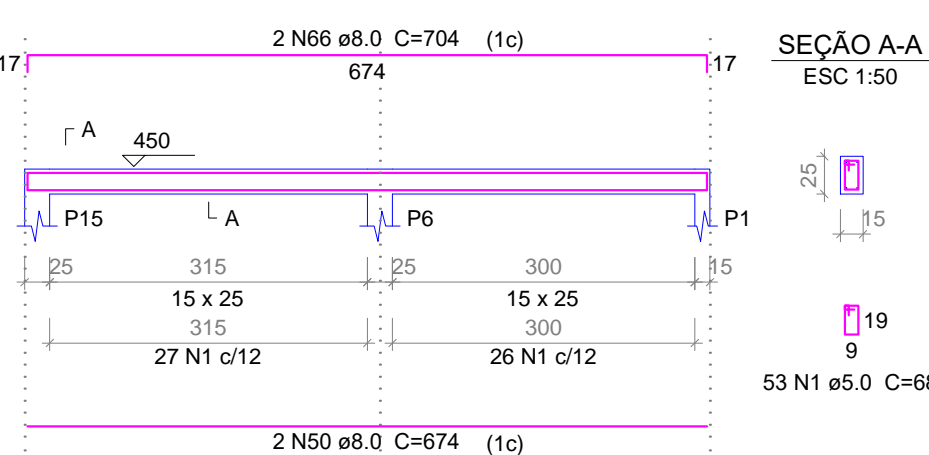 2 N66 ø8.0 C=704 (1c)
17 674 17
SEÇÃO A-A
ESC 1:50
A
450
25
15
P15 A P6 P1
25 315 25 300 15
15 x 25 15 x 25
315 300
27 N1 c/12 26 N1 c/12
19
9
53 N1 ø5.0 C=68
2 N50 ø8.0 C=674 (1c)